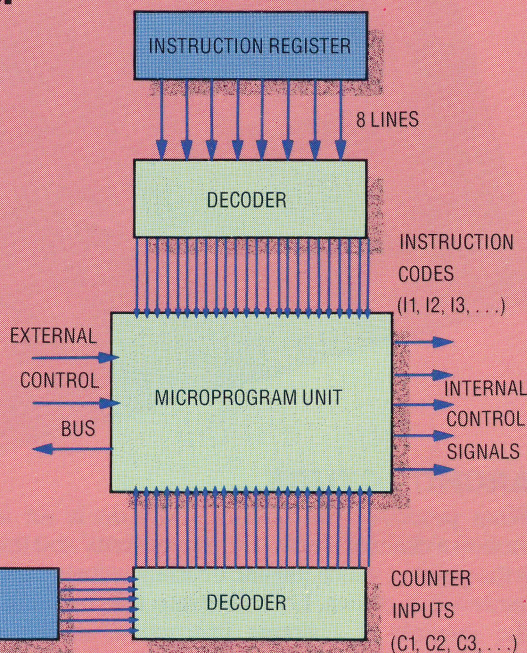 INSTRUCTION REGISTER
8 LINES
DECODER
INSTRUCTION
CODES
(I1, I2, I3, . . .)
EXTERNAL
CONTROL
BUS
MICROPROGRAM UNIT
INTERNAL
CONTROL
SIGNALS
DECODER
COUNTER
INPUTS
(C1, C2, C3, . . .)